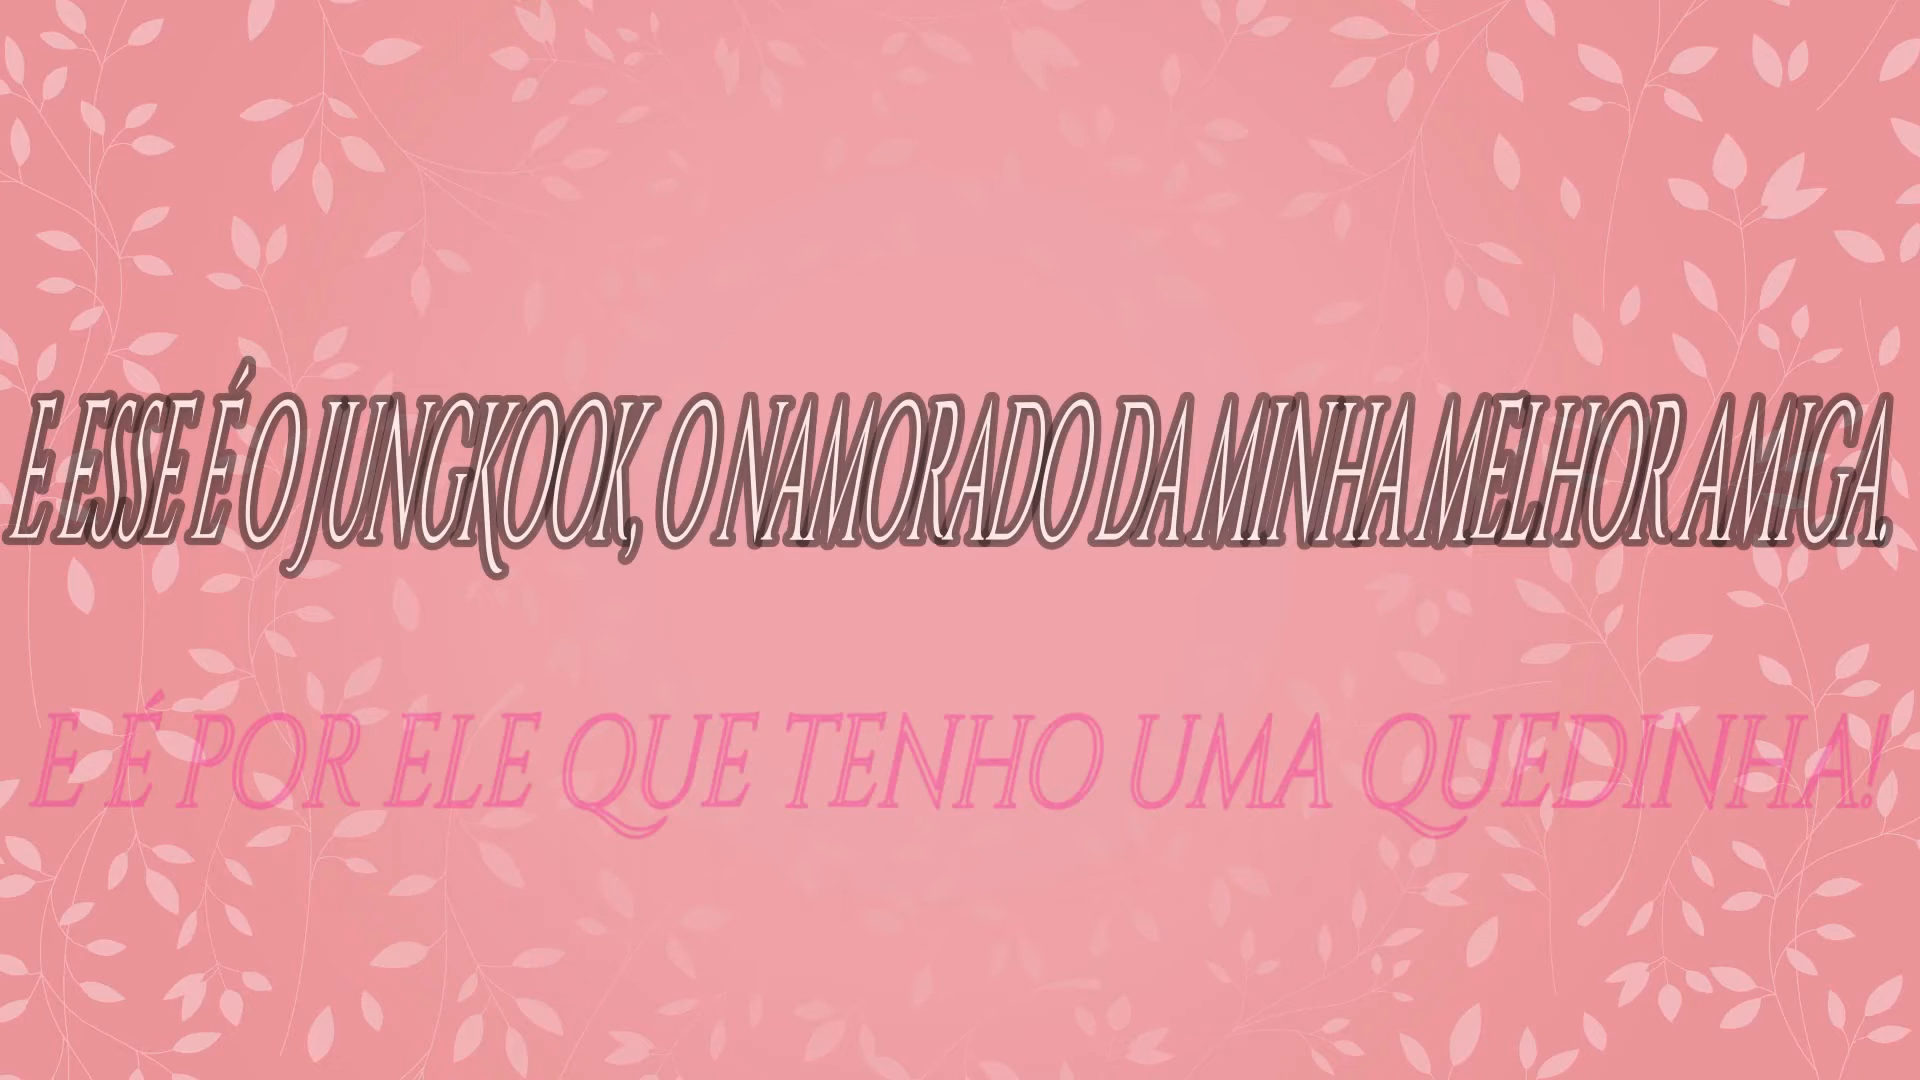 E ESSE É O JUNGKOOK, O NAMORADO DA MINHA MELHOR AMIGA.
E É POR ELE QUE TENHO UMA QUEDINHA!